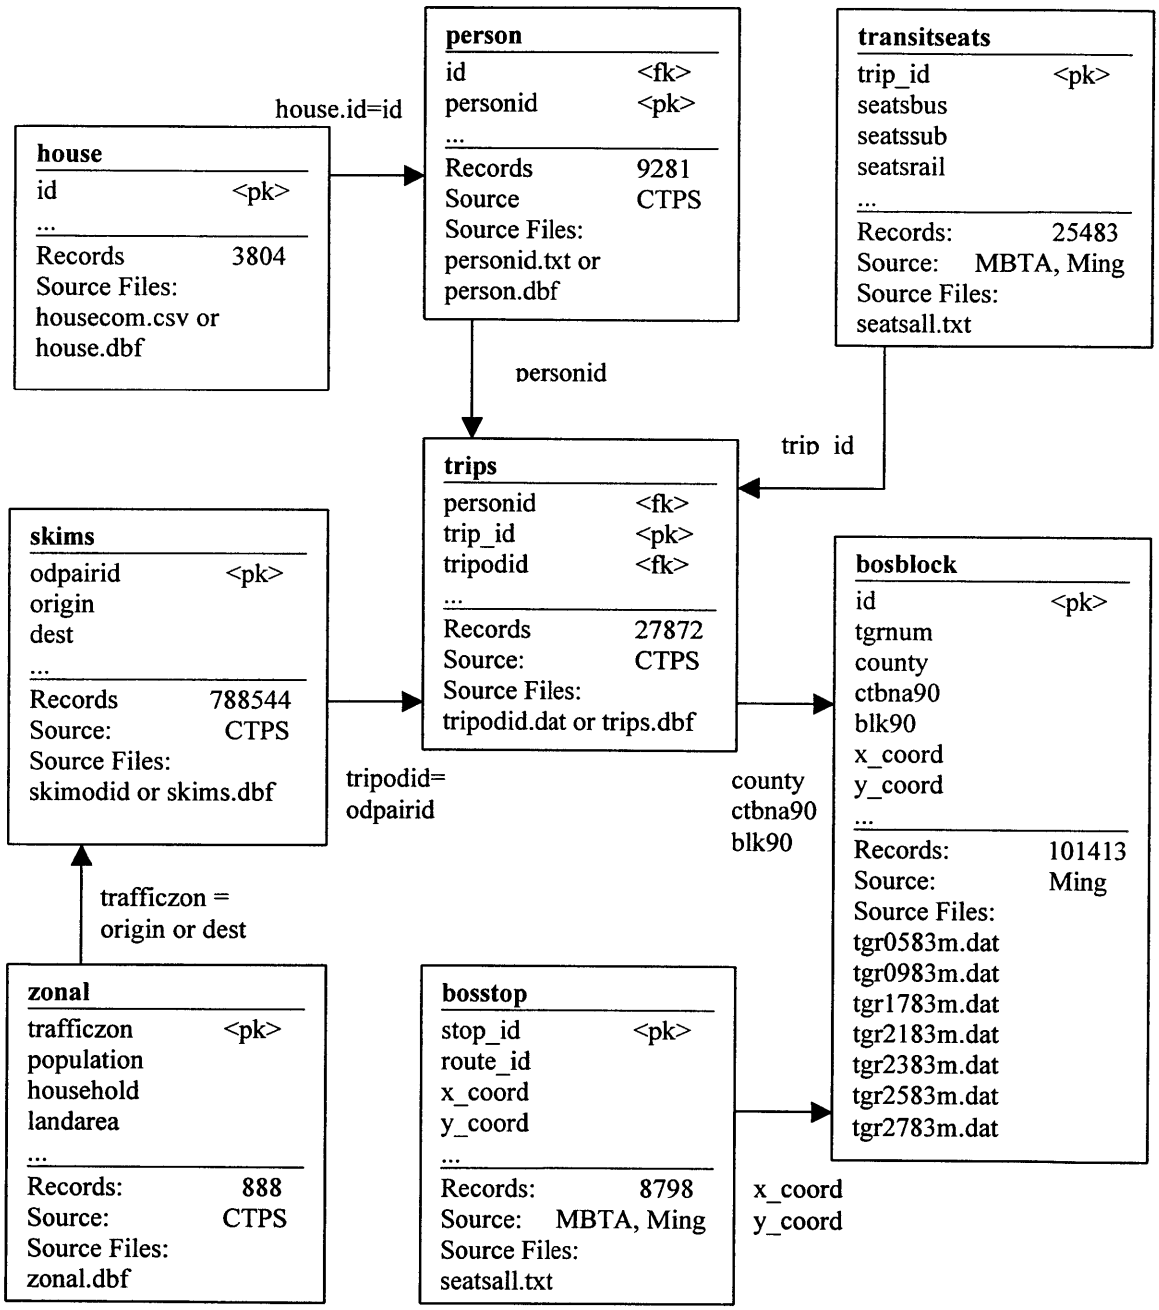 person
id <fk>
personid <pk>
...
Records 9281
Source CTPS
Source Files:
personid.txt or
person.dbf
transitseats
trip_id <pk>
seatsbus
seatssub
seatsrail
...
Records: 25483
Source: MBTA, Ming
Source Files:
seatsall.txt
house.id=id
house
id <pk>
...
Records 3804
Source Files:
housecom.csv or
house.dbf
personid
trip_id
trips
personid <fk>
trip_id <pk>
tripodid <fk>
...
Records 27872
Source: CTPS
Source Files:
tripodid.dat or trips.dbf
skims
odpairid <pk>
origin
dest
...
Records 788544
Source: CTPS
Source Files:
skimodid or skims.dbf
bosblock
id <pk>
tgrnum
county
ctbna90
blk90
x_coord
y_coord
...
Records: 101413
Source: Ming
Source Files:
tgr0583m.dat
tgr0983m.dat
tgr1783m.dat
tgr2183m.dat
tgr2383m.dat
tgr2583m.dat
tgr2783m.dat
tripodid=
odpairid
county
ctbna90
blk90
trafficzon =
origin or dest
zonal
trafficzon <pk>
population
household
landarea
...
Records: 888
Source: CTPS
Source Files:
zonal.dbf
bosstop
stop_id <pk>
route_id
x_coord
y_coord
...
Records: 8798
Source: MBTA, Ming
Source Files:
seatsall.txt
x_coord
y_coord